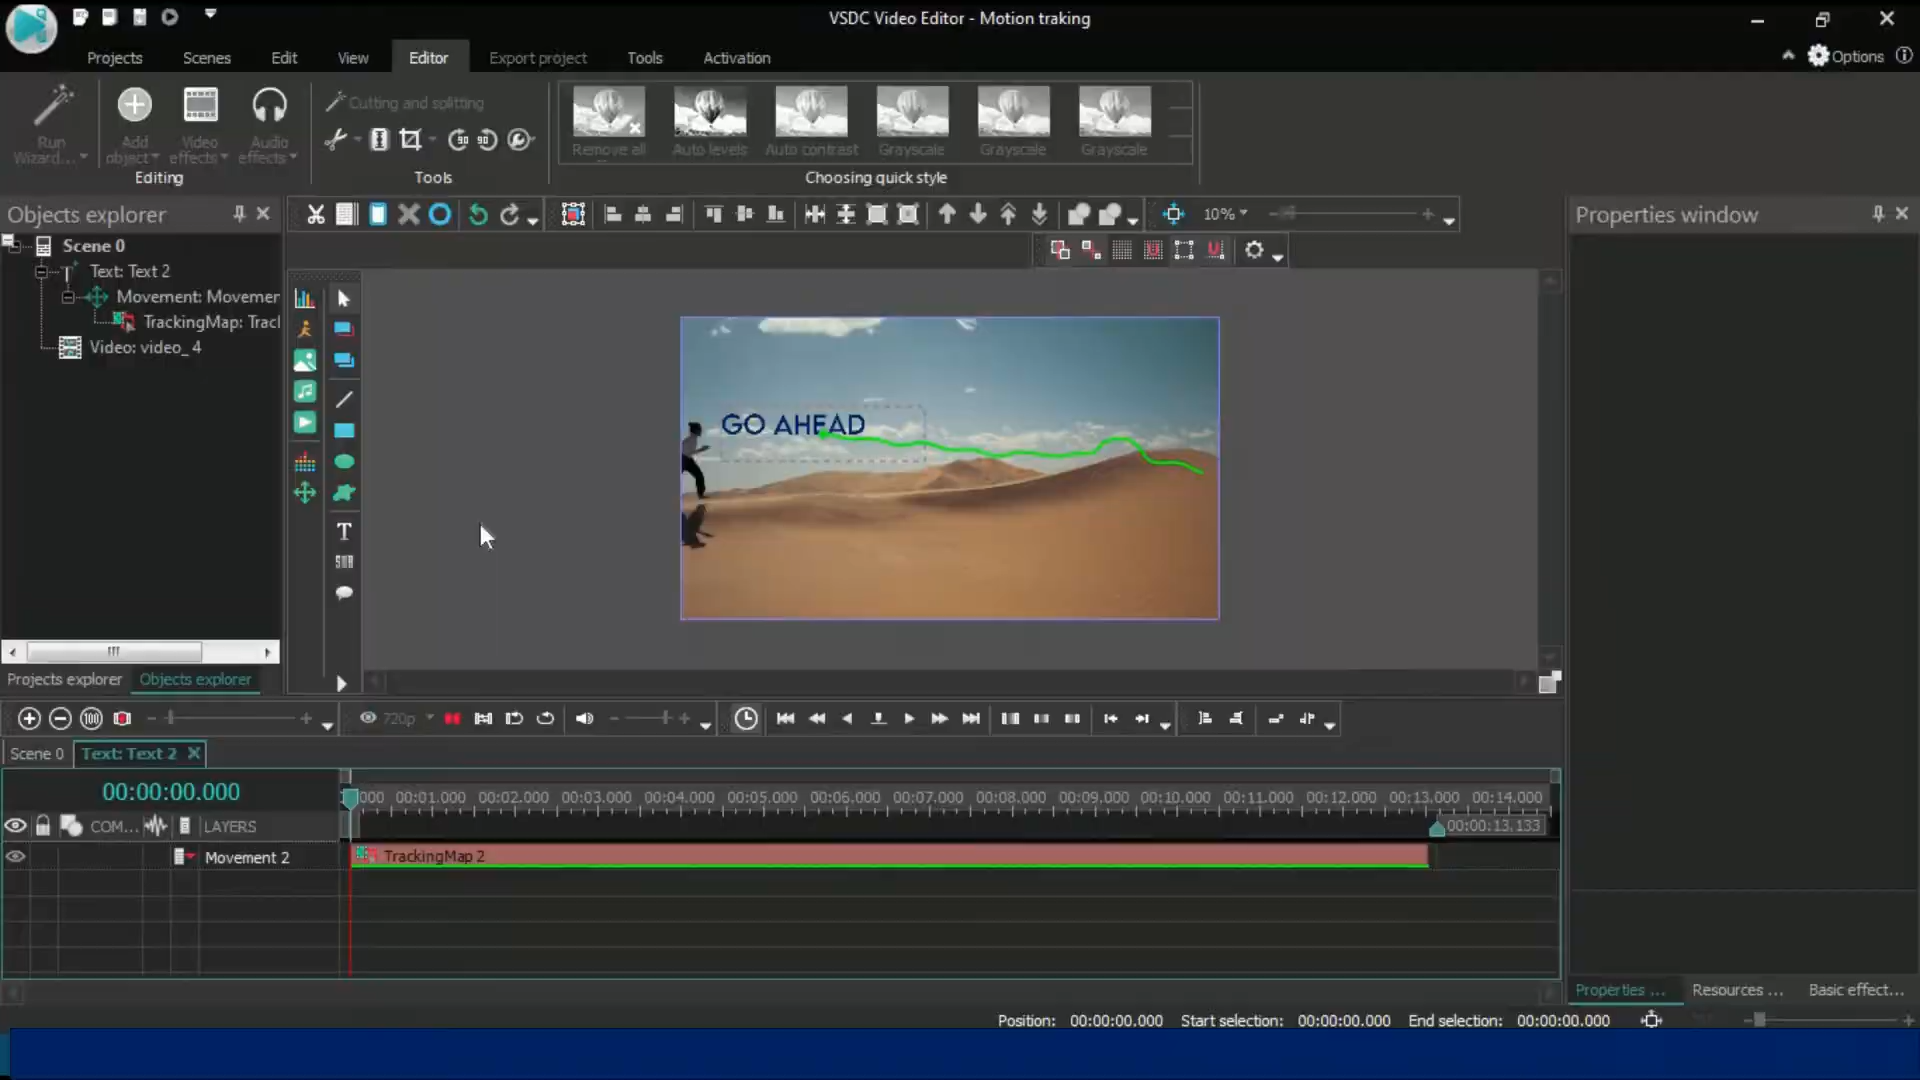 VSDC Video Editor - Motion traking
Projects
Scenes
Edit
View
Editor
Export project
Tools
Activation
Options
Run
Wizard...
Add
object
Video
effects
Audio
effects
Editing
Cutting and splitting
90 90
Tools
Remove all
Auto levels
Auto contrast
Grayscale
Grayscale
Grayscale
Choosing quick style
Objects explorer
10%
Properties window
Scene 0
Text: Text 2
Movement: Movemer
TrackingMap: Tracl
Video: video_4
GO AHEAD
T
Projects explorer
Objects explorer
100
720p
Scene 0
Text: Text 2
00:00:00.000
000 00:01.000 00:02.000 00:03.000 00:04.000 00:05.000 00:06.000 00:07.000 00:08.000 00:09.000 00:10.000 00:11.000 00:12.000 00:13.000 00:14.000
COM...
LAYERS
00:00:13.133
Movement 2
TrackingMap 2
Properties ...
Resources ...
Basic effect...
Position: 00:00:00.000 Start selection: 00:00:00.000 End selection: 00:00:00.000